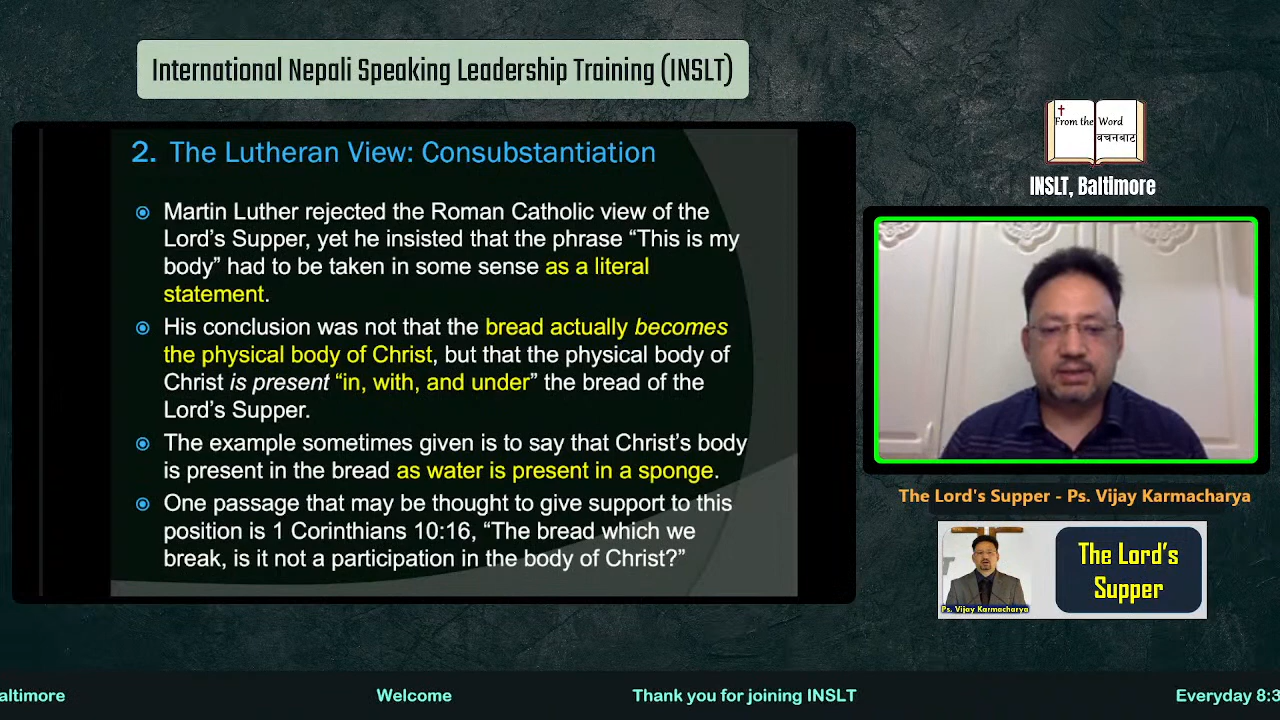 International Nepali Speaking Leadership Training (INSLT)
2. The Lutheran View: Consubstantiation
Martin Luther rejected the Roman Catholic view of the
Lord's Supper, yet he insisted that the phrase “This is my
body” had to be taken in some sense as a literal
statement.
His conclusion was not that the bread actually becomes
the physical body of Christ, but that the physical body of
Christ is present “in, with, and under” the bread of the
Lord's Supper.
The example sometimes given is to say that Christ's body
is present in the bread as water is present in a sponge.
One passage that may be thought to give support to this
position is 1 Corinthians 10:16, “The bread which we
break, is it not a participation in the body of Christ?”
From the Word
वचनबाट
INSLT, Baltimore
The Lord's Supper - Ps. Vijay Karmacharya
Ps. Vijay Karmacharya
The Lord's
Supper
altimore Welcome Thank you for joining INSLT Everyday 8:3